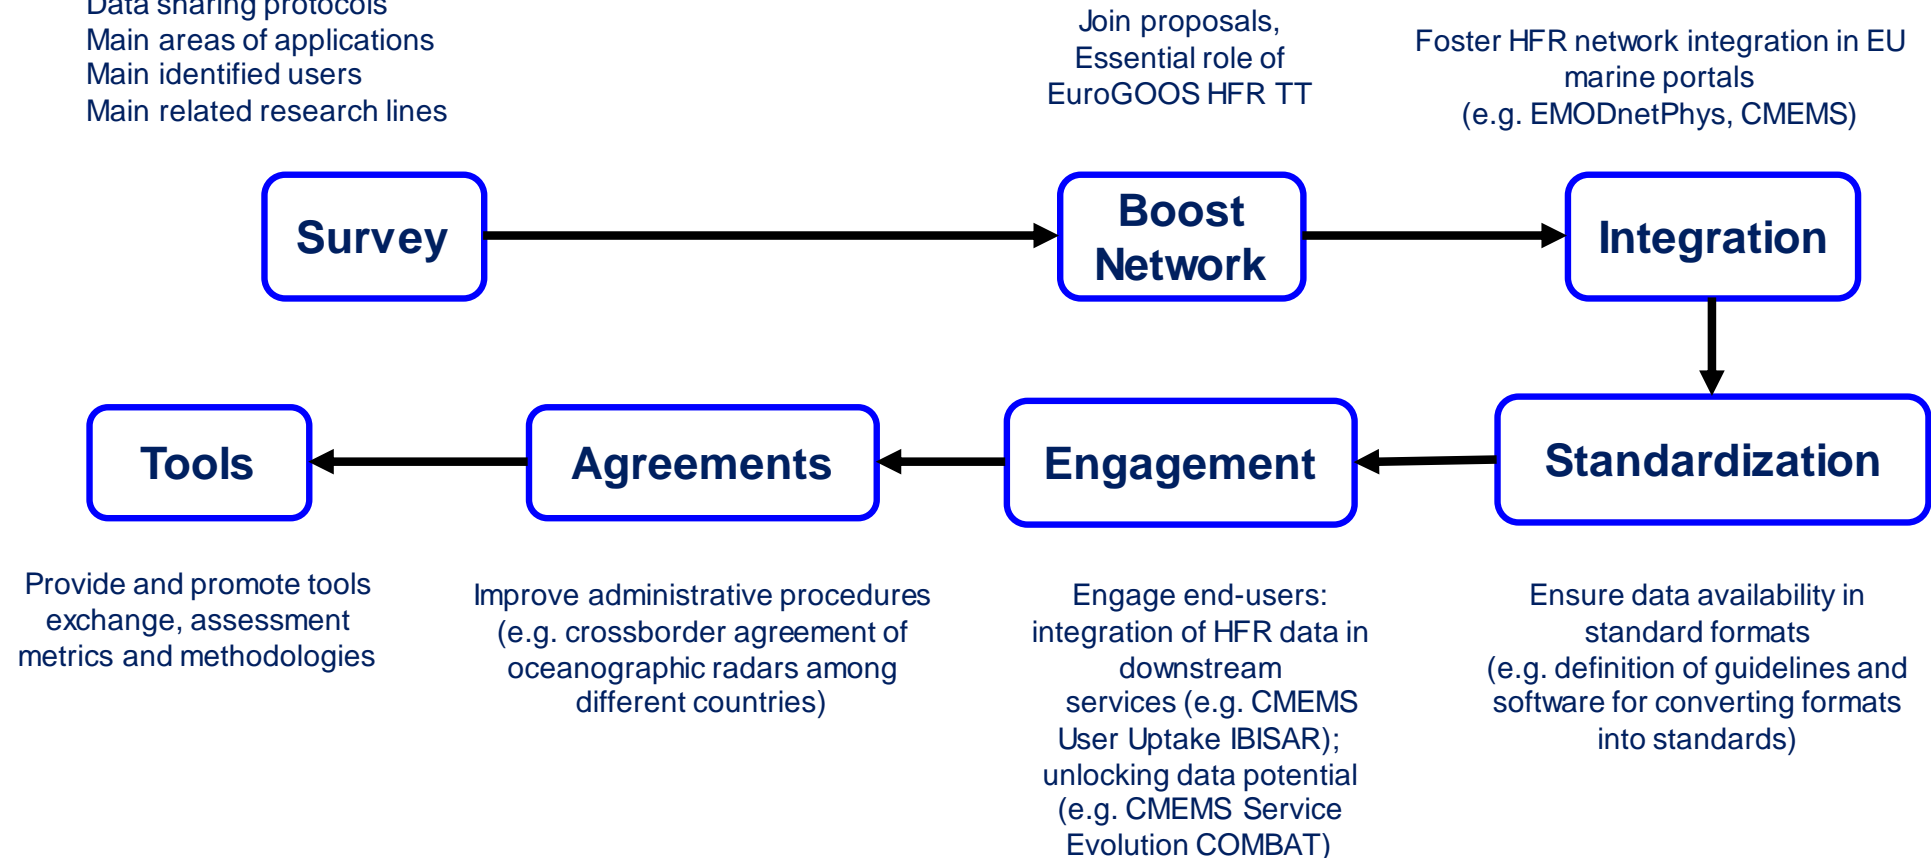 Data sharing protocols
Main areas of applications
Main identified users
Main related research lines
Join proposals,
Essential role of
EuroGOOS HFR TT
Foster HFR network integration in EU
marine portals
(e.g. EMODnetPhys, CMEMS)
Survey
Boost
Network
Integration
Tools
Agreements
Engagement
Standardization
Provide and promote tools
exchange, assessment
metrics and methodologies
Improve administrative procedures
(e.g. crossborder agreement of
oceanographic radars among
different countries)
Engage end-users:
integration of HFR data in
downstream
services (e.g. CMEMS
User Uptake IBISAR);
unlocking data potential
(e.g. CMEMS Service
Evolution COMBAT)
Ensure data availability in
standard formats
(e.g. definition of guidelines and
software for converting formats
into standards)